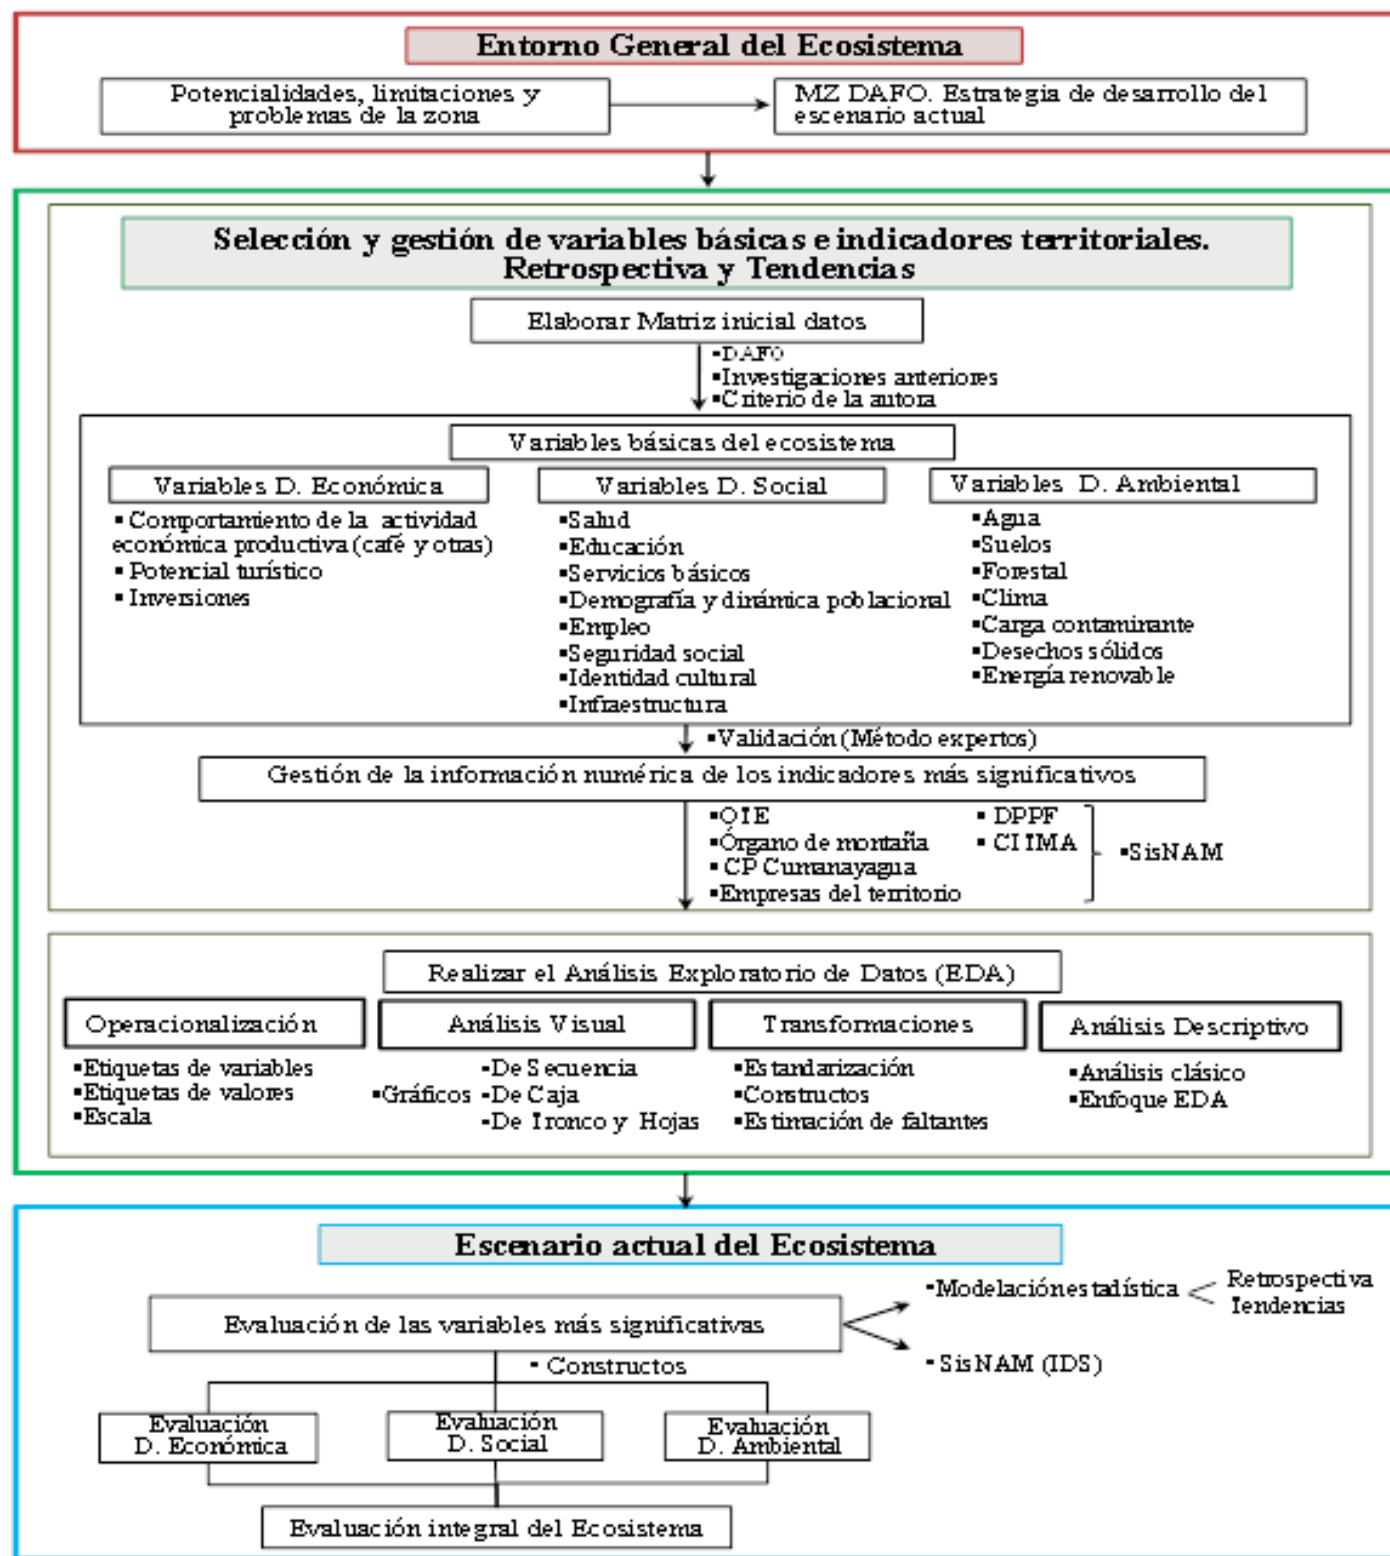 Entorno General del Ecosistema
Potencialidades, limitaciones y
problemas de la zona
MZ DAFO. Estrategia de desarrollo del
escenario actual
Selección y gestión de variables básicas e indicadores territoriales.
Retrospectiva y Tendencias
Elaborar Matriz inicial datos
▪DAFO
▪Investigaciones anteriores
▪Criterio de la autora
Variables básicas del ecosistema
Variables D. Económica
▪ Comportamiento de la actividad
económica productiva (café y otras)
▪ Potencial turístico
▪ Inversiones
Variables D. Social
▪Salud
▪Educación
▪Servicios básicos
▪Demografía y dinámica poblacional
▪Empleo
▪Seguridad social
▪Identidad cultural
▪Infraestructura
Variables D. Ambiental
▪Agua
▪Suelos
▪Forestal
▪Clima
▪Carga contaminante
▪Desechos sólidos
▪Energía renovable
▪Validación (Método expertos)
Gestión de la información numérica de los indicadores más significativos
▪OTE
▪Órgano de montaña
▪CP Cumanayagua
▪Empresas del territorio
▪ DPPF
▪ CITMA
▪SisNAM
Realizar el Análisis Exploratorio de Datos (EDA)
Operacionalización
▪Etiquetas de variables
▪Etiquetas de valores
▪Escala
Análisis Visual
▪Gráficos
-De Secuencia
-De Caja
-De Tronco y Hojas
Transformaciones
▪Estandarización
▪Constructos
▪Estimación de faltantes
Análisis Descriptivo
▪Análisis clásico
▪Enfoque EDA
Escenario actual del Ecosistema
Evaluación de las variables más significativas
▪Modelación estadística
Retrospectiva
Tendencias
▪SisNAM (IDS)
▪ Constructos
Evaluación
D. Económica
Evaluación
D. Social
Evaluación
D. Ambiental
Evaluación integral del Ecosistema